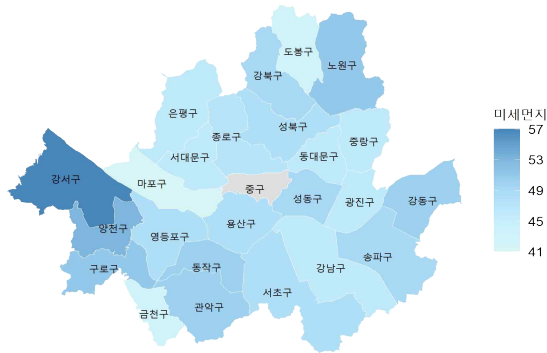 도봉구
노원구
강북구
은평구
성북구
종로구
중랑구
서대문구
동대문구
강서구
마포구
중구
성동구
광진구
강동구
양천구
영등포구
용산구
송파구
구로구
동작구
강남구
서초구
관악구
금천구
미세먼지
57
53
49
45
41